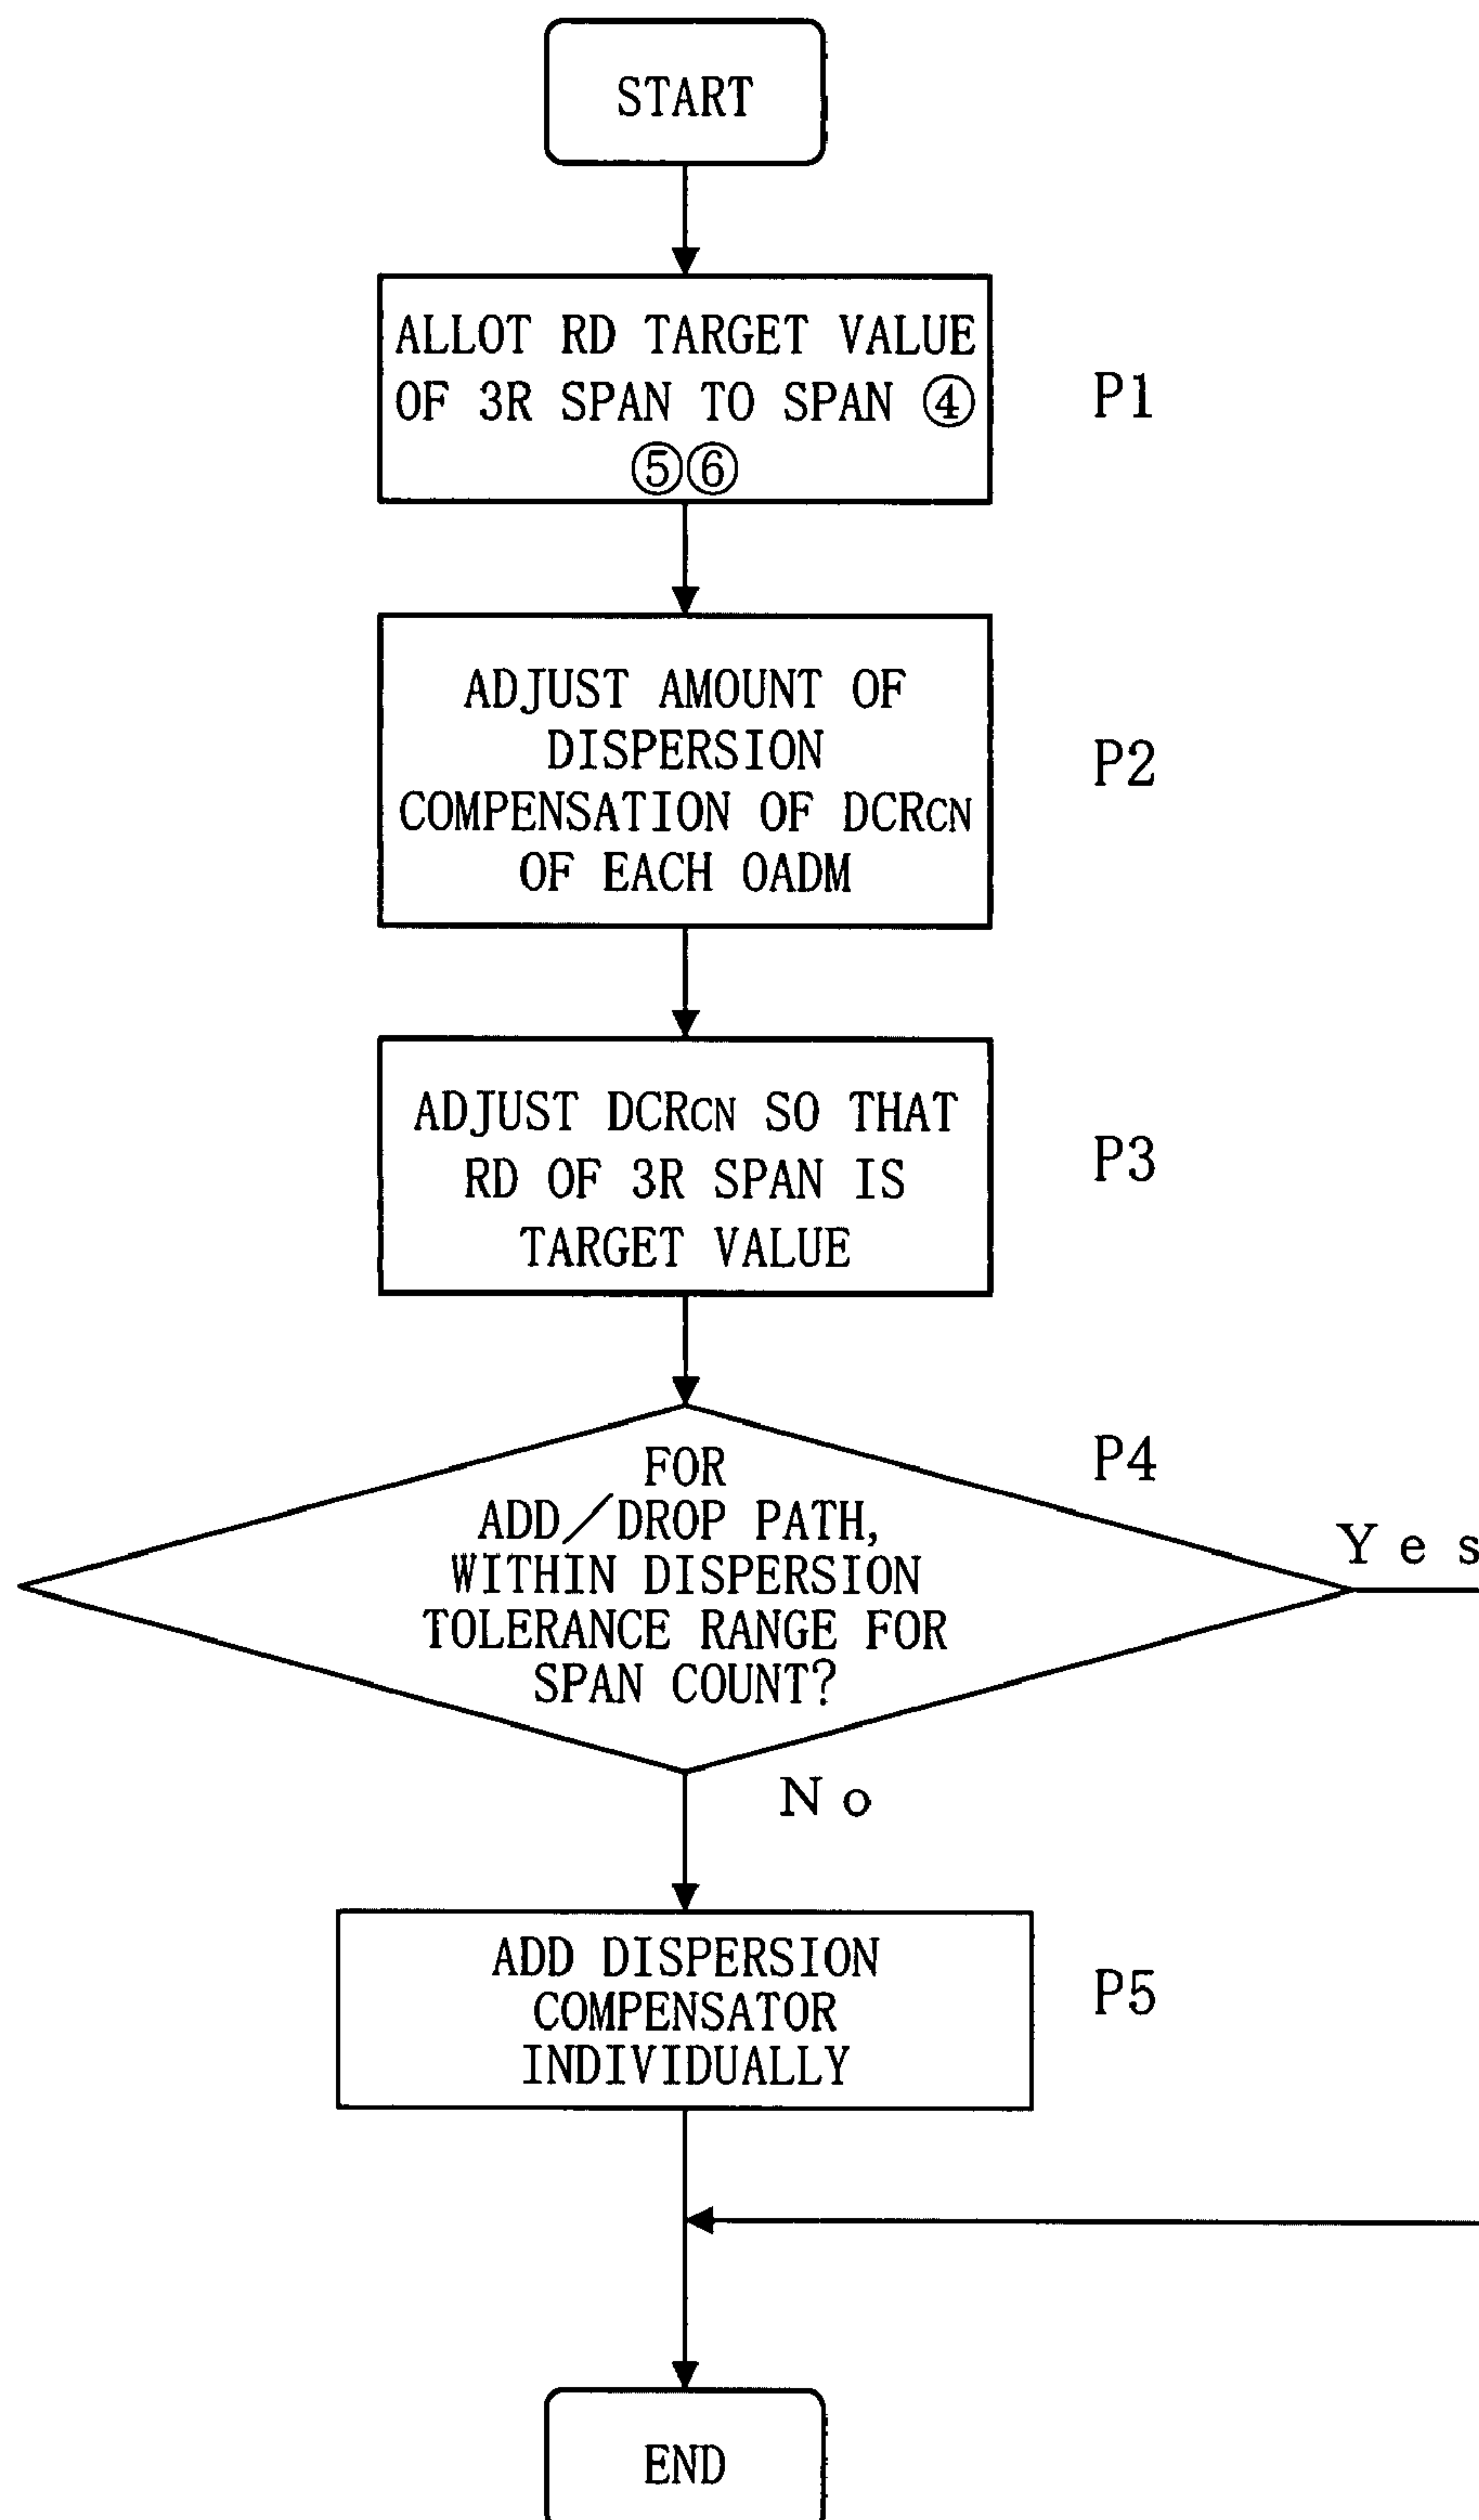 START
ALLOT RD TARGET VALUE
OF 3R SPAN TO SPAN ④
⑤⑥
P1
ADJUST AMOUNT OF
DISPERSION
COMPENSATION OF DCRCN
OF EACH OADM
P2
ADJUST DCRCN SO THAT
RD OF 3R SPAN IS
TARGET VALUE
P3
FOR
ADD/DROP PATH,
WITHIN DISPERSION
TOLERANCE RANGE FOR
SPAN COUNT?
P4
Yes
No
ADD DISPERSION
COMPENSATOR
INDIVIDUALLY
P5
END